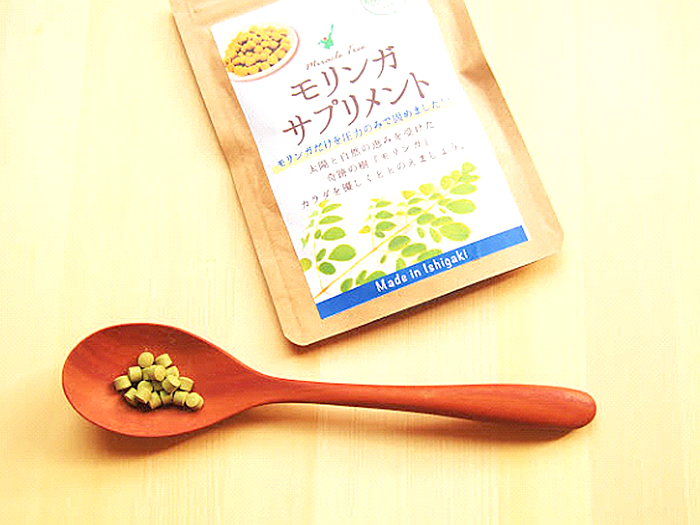 Miracle Tree
モリンガ
サプリメント
モリンガだけを圧力のみで固めました。
太陽と自然の恵みを受けた
奇跡の樹『モリンガ』
カラダを優しくととのえましょう。
Made in Ishigaki